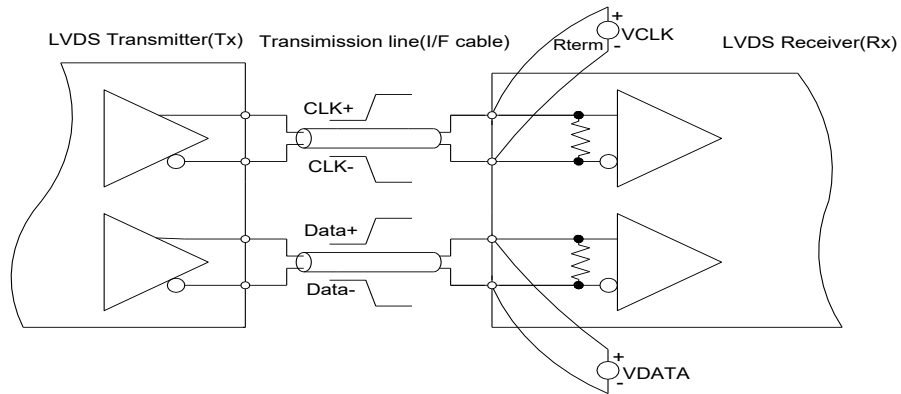 LVDS Transmitter(Tx)
Transimission line(I/F cable)
Rterm
+
VCLK
-
LVDS Receiver(Rx)
CLK+
CLK-
Data+
Data-
+
VDATA
-